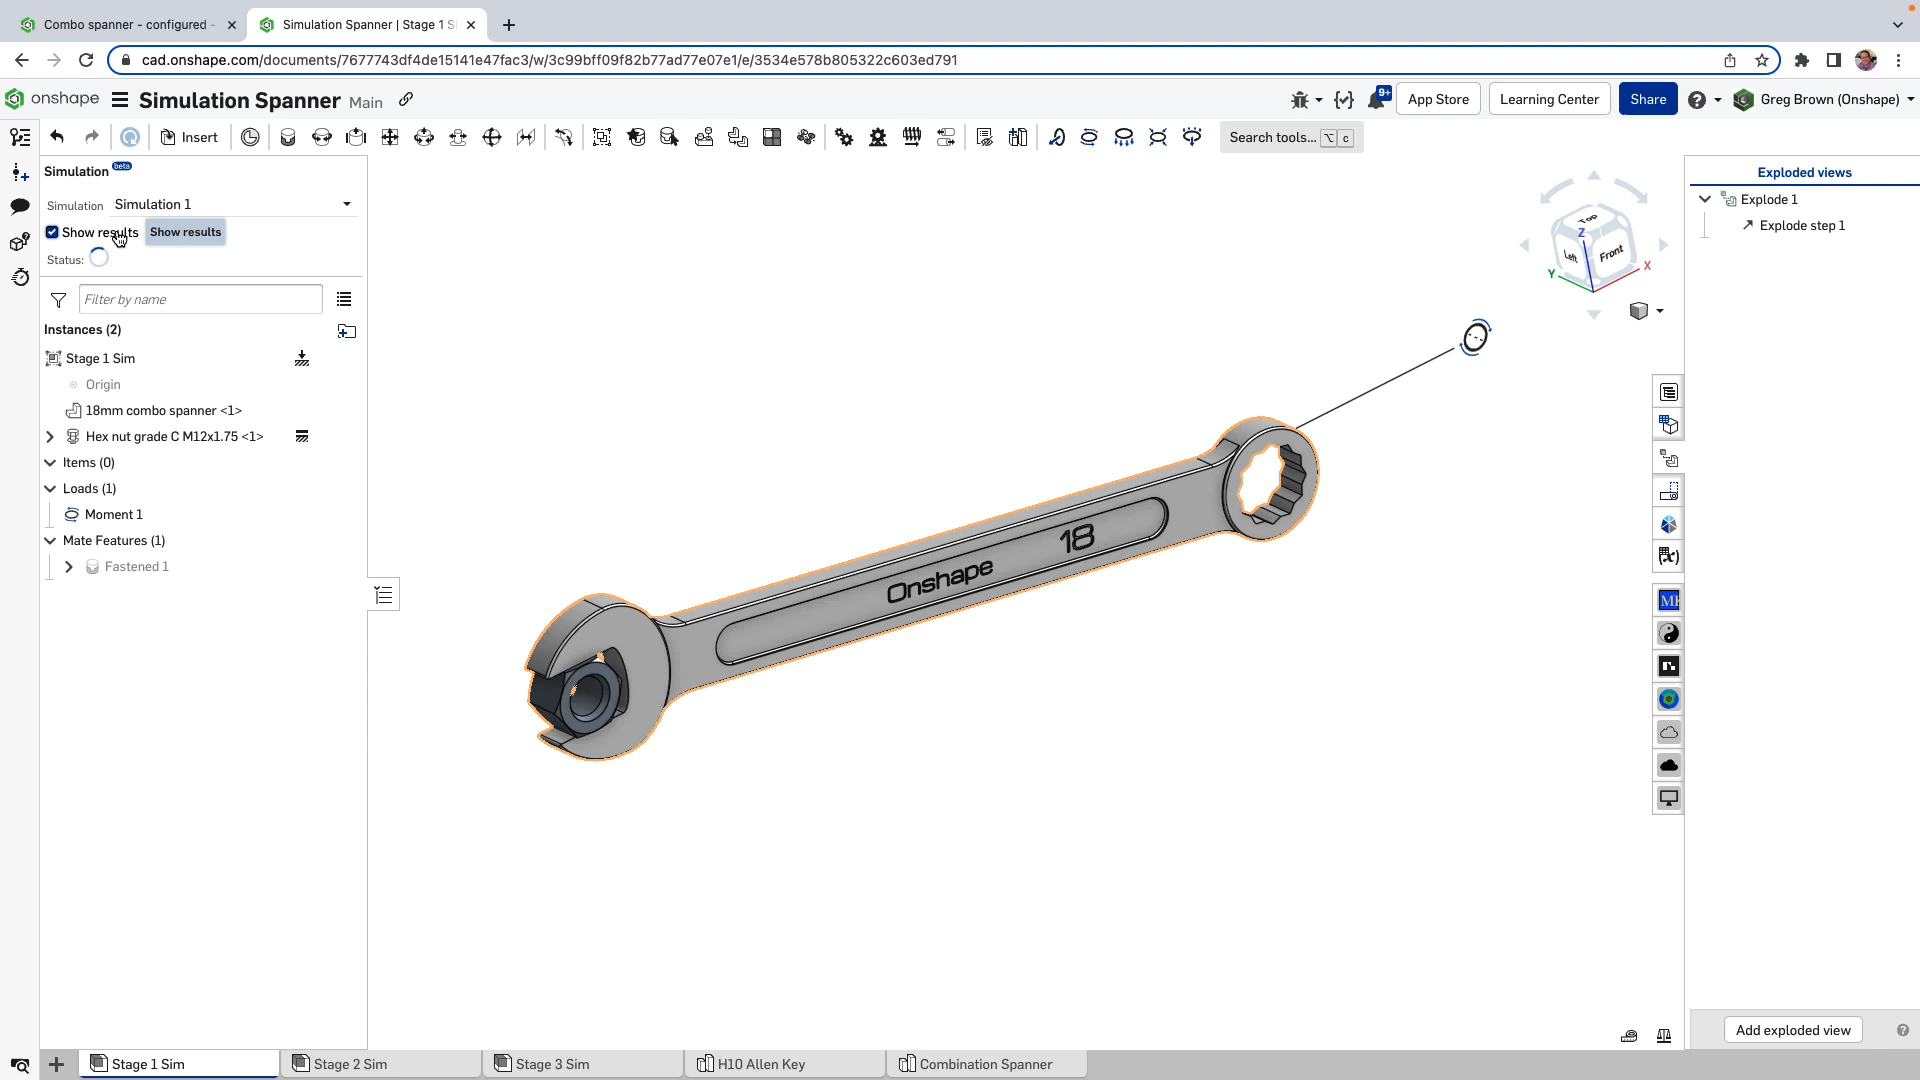 Combo spanner - configured -
Simulation Spanner | Stage 1 S
cad.onshape.com/documents/7677743df4de15141e47fac3/w/3c99bff09f82b77ad77e07e1/e/3534e578b805322c603ed791
onshape
Simulation Spanner Main
9+
App Store
Learning Center
Share
Greg Brown (Onshape)
Insert
Search tools... ⌥ c
Simulation beta
Simulation Simulation 1
Show results Show results
Status:
Filter by name
Instances (2)
Stage 1 Sim
Origin
18mm combo spanner <1>
Hex nut grade C M12x1.75 <1>
Items (0)
Loads (1)
Moment 1
Mate Features (1)
Fastened 1
18
Onshape
Top
Left
Front
Z
Y
X
Exploded views
Explode 1
Explode step 1
(x)
Add exploded view
Stage 1 Sim
Stage 2 Sim
Stage 3 Sim
H10 Allen Key
Combination Spanner